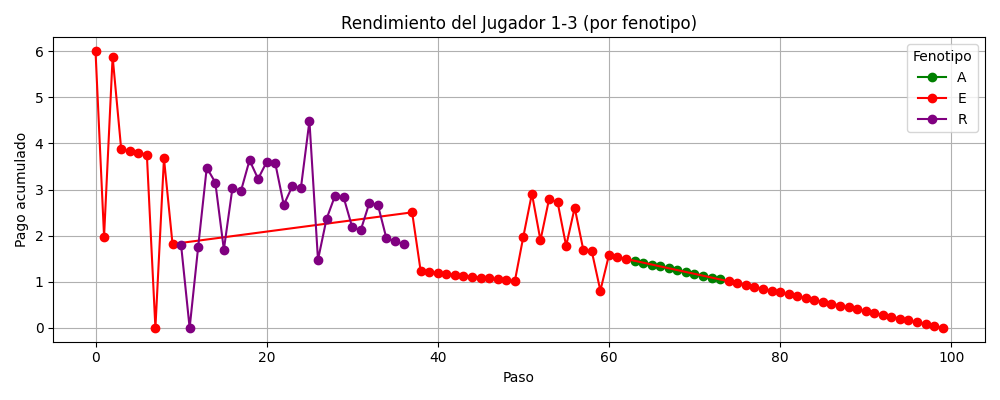 Rendimiento del Jugador 1-3 (por fenotipo)
Pago acumulado
6
5
4
3
2
1
0
0 20 40 60 80 100
Paso
Fenotipo
A
E
R